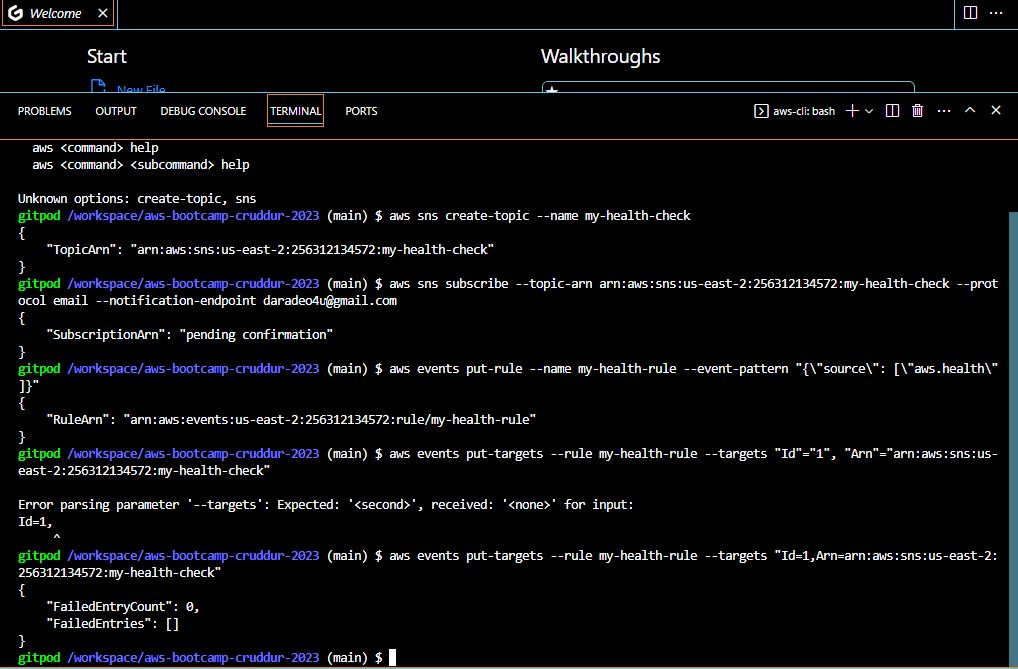 Welcome
Start
Walkthroughs
New File
PROBLEMS OUTPUT DEBUG CONSOLE TERMINAL PORTS aws-cli: bash
aws <command> help
aws <command> <subcommand> help
Unknown options: create-topic, sns
gitpod /workspace/aws-bootcamp-cruddur-2023 (main) $ aws sns create-topic --name my-health-check
{
"TopicArn": "arn:aws:sns:us-east-2:256312134572:my-health-check"
}
gitpod /workspace/aws-bootcamp-cruddur-2023 (main) $ aws sns subscribe --topic-arn arn:aws:sns:us-east-2:256312134572:my-health-check --prot
ocol email --notification-endpoint daradeo4u@gmail.com
{
"SubscriptionArn": "pending confirmation"
}
gitpod /workspace/aws-bootcamp-cruddur-2023 (main) $ aws events put-rule --name my-health-rule --event-pattern "{\"source\": [\"aws.health\"
]}"
{
"RuleArn": "arn:aws:events:us-east-2:256312134572:rule/my-health-rule"
}
gitpod /workspace/aws-bootcamp-cruddur-2023 (main) $ aws events put-targets --rule my-health-rule --targets "Id"="1", "Arn"="arn:aws:sns:us-
east-2:256312134572:my-health-check"
Error parsing parameter '--targets': Expected: '<second>', received: '<none>' for input:
Id=1,
^
gitpod /workspace/aws-bootcamp-cruddur-2023 (main) $ aws events put-targets --rule my-health-rule --targets "Id=1,Arn=arn:aws:sns:us-east-2:
256312134572:my-health-check"
{
"FailedEntryCount": 0,
"FailedEntries": []
}
gitpod /workspace/aws-bootcamp-cruddur-2023 (main) $